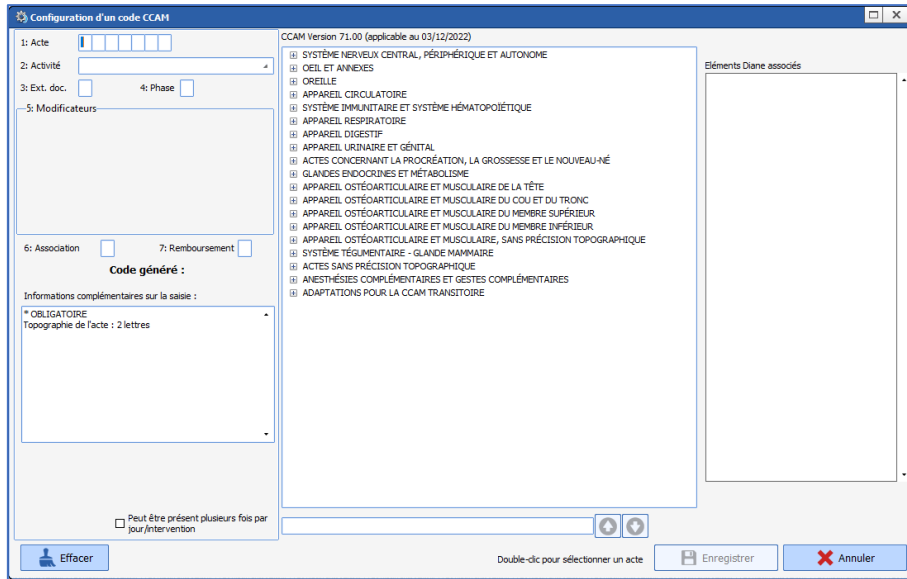 Configuration d'un code CCAM
1: Acte
2: Activité
3: Ext. doc.
4: Phase
5: Modificateurs
6: Association
7: Remboursement
Code généré :
Informations complémentaires sur la saisie :
* OBLIGATOIRE
Topographie de l'acte : 2 lettres
Peut être présent plusieurs fois par
jour/intervention
Effacer
CCAM Version 71.00 (applicable au 03/12/2022)
SYSTÈME NERVEUX CENTRAL, PÉRIPHÉRIQUE ET AUTONOME
OEIL ET ANNEXES
OREILLE
APPAREIL CIRCULATOIRE
SYSTÈME IMMUNITAIRE ET SYSTÈME HÉMATOPOÏÉTIQUE
APPAREIL RESPIRATOIRE
APPAREIL DIGESTIF
APPAREIL URINAIRE ET GÉNITAL
ACTES CONCERNANT LA PROCRÉATION, LA GROSSESSE ET LE NOUVEAU-NÉ
GLANDES ENDOCRINES ET MÉTABOLISME
APPAREIL OSTÉOARTICULAIRE ET MUSCULAIRE DE LA TÊTE
APPAREIL OSTÉOARTICULAIRE ET MUSCULAIRE DU COU ET DU TRONC
APPAREIL OSTÉOARTICULAIRE ET MUSCULAIRE DU MEMBRE SUPÉRIEUR
APPAREIL OSTÉOARTICULAIRE ET MUSCULAIRE DU MEMBRE INFÉRIEUR
APPAREIL OSTÉOARTICULAIRE ET MUSCULAIRE, SANS PRÉCISION TOPOGRAPHIQUE
SYSTÈME TÉGUMENTAIRE - GLANDE MAMMAIRE
ACTES SANS PRÉCISION TOPOGRAPHIQUE
ANESTHÉSIES COMPLÉMENTAIRES ET GESTES COMPLÉMENTAIRES
ADAPTATIONS POUR LA CCAM TRANSITOIRE
Eléments Diane associés
Double-clic pour sélectionner un acte
Enregistrer
Annuler